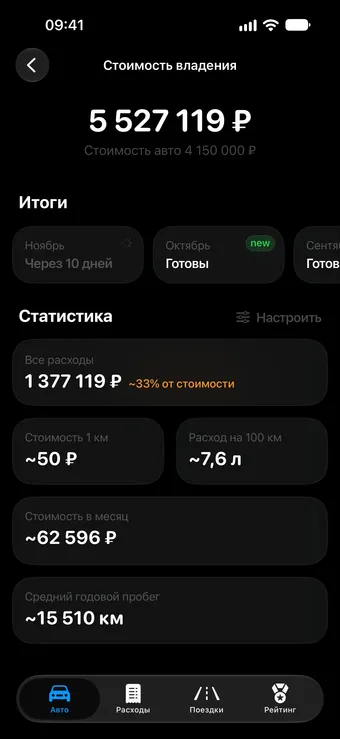 09:41
Стоимость владения
5 527 119 ₽
Стоимость авто 4 150 000 ₽
Итоги
Ноябрь
Через 10 дней
Октябрь
new
Готовы
Статистика
Настроить
Все расходы
1 377 119 ₽ ~33% от стоимости
Стоимость 1 км
~50 ₽
Расход на 100 км
~7,6 л
Стоимость в месяц
~62 596 ₽
Средний годовой пробег
~15 510 км
Авто
Расходы
Поездки
Рейтинг